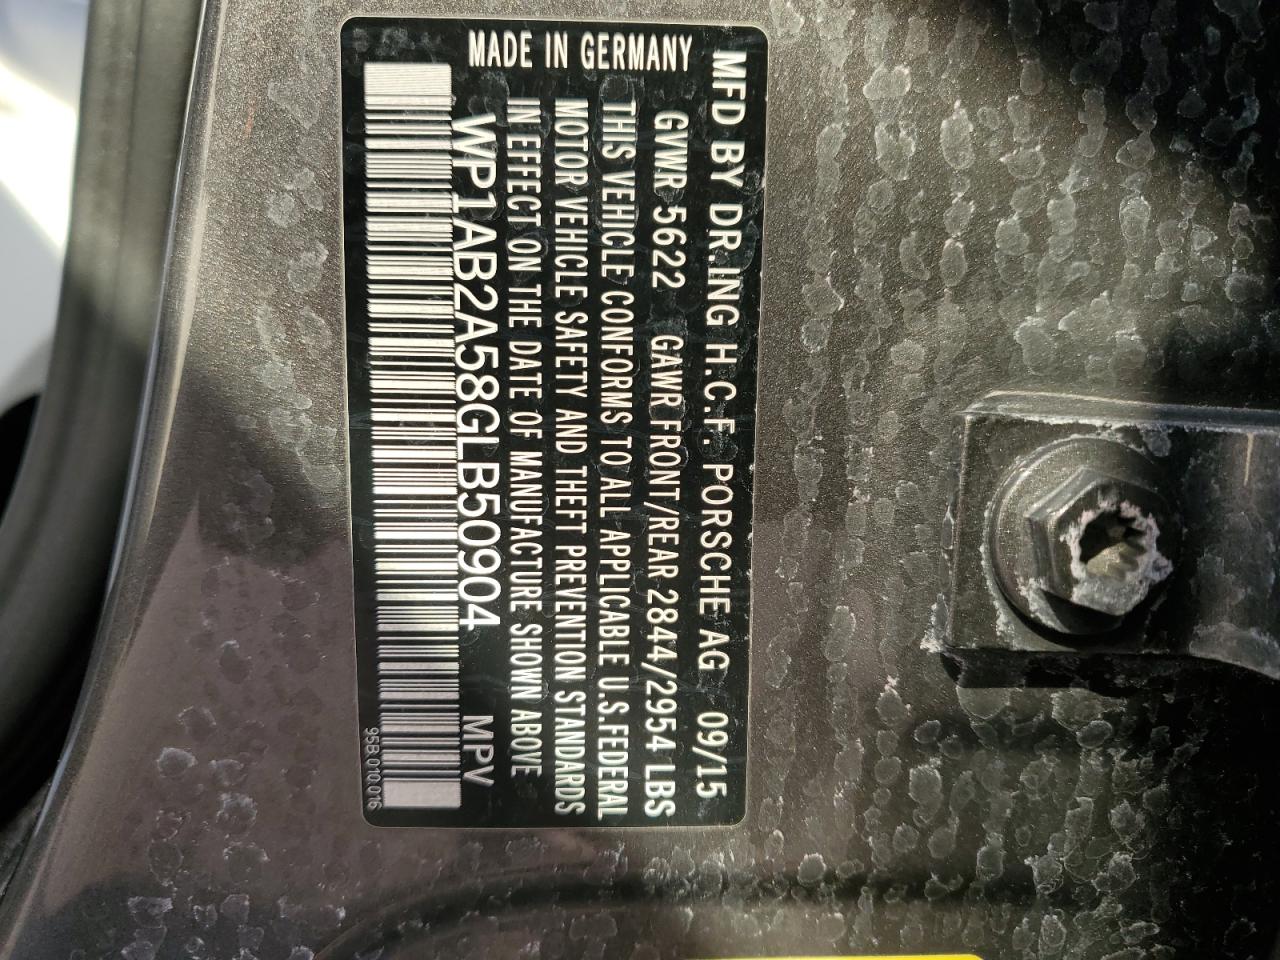 MFD BY DR.ING H.C.F. PORSCHE AG 09/15
GVWR 5622 GAWR FRONT/REAR 2844/2954 LBS
THIS VEHICLE CONFORMS TO ALL APPLICABLE U.S.FEDERAL
MOTOR VEHICLE SAFETY AND THEFT PREVENTION STANDARDS
IN EFFECT ON THE DATE OF MANUFACTURE SHOWN ABOVE
WP1AB2A58GLB50904 MPV
MADE IN GERMANY
95B.010.016